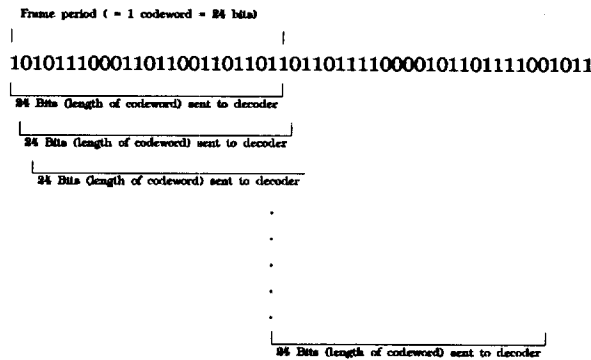 Frame period ( = 1 codeword = 24 bits)
1010111000110110011011011011011110000101101111001011
24 Bits (length of codeword) sent to decoder
24 Bits (length of codeword) sent to decoder
24 Bits (length of codeword) sent to decoder
24 Bits (length of codeword) sent to decoder